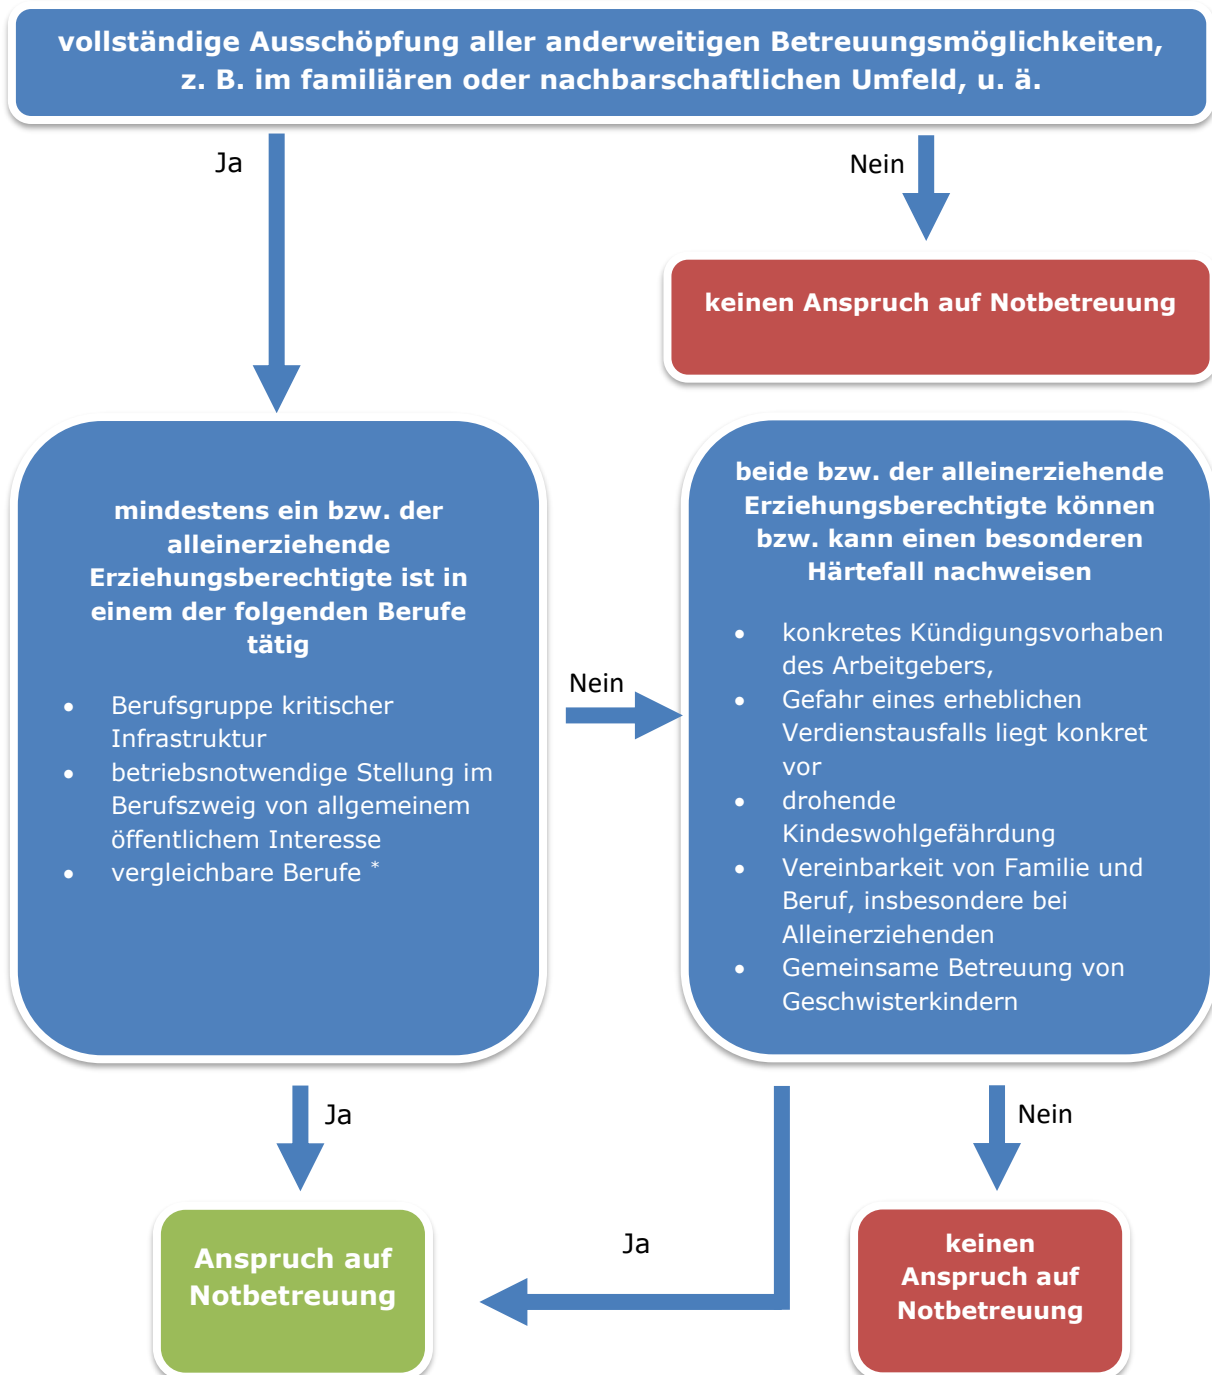 vollständige Ausschöpfung aller anderweitigen Betreuungsmöglichkeiten,
z. B. im familiären oder nachbarschaftlichen Umfeld, u. ä.
Ja
Nein
keinen Anspruch auf Notbetreuung
mindestens ein bzw. der
alleinerziehende
Erziehungsberechtigte ist in
einem der folgenden Berufe
tätig
• Berufsgruppe kritischer
Infrastruktur
• betriebsnotwendige Stellung im
Berufszweig von allgemeinem
öffentlichem Interesse
• vergleichbare Berufe *
Nein
beide bzw. der alleinerziehende
Erziehungsberechtigte können
bzw. kann einen besonderen
Härtefall nachweisen
• konkretes Kündigungsvorhaben
des Arbeitgebers,
• Gefahr eines erheblichen
Verdienstausfalls liegt konkret
vor
• drohende
Kindeswohlgefährdung
• Vereinbarkeit von Familie und
Beruf, insbesondere bei
Alleinerziehenden
• Gemeinsame Betreuung von
Geschwisterkindern
Ja
Nein
Anspruch auf
Notbetreuung
Ja
keinen
Anspruch auf
Notbetreuung